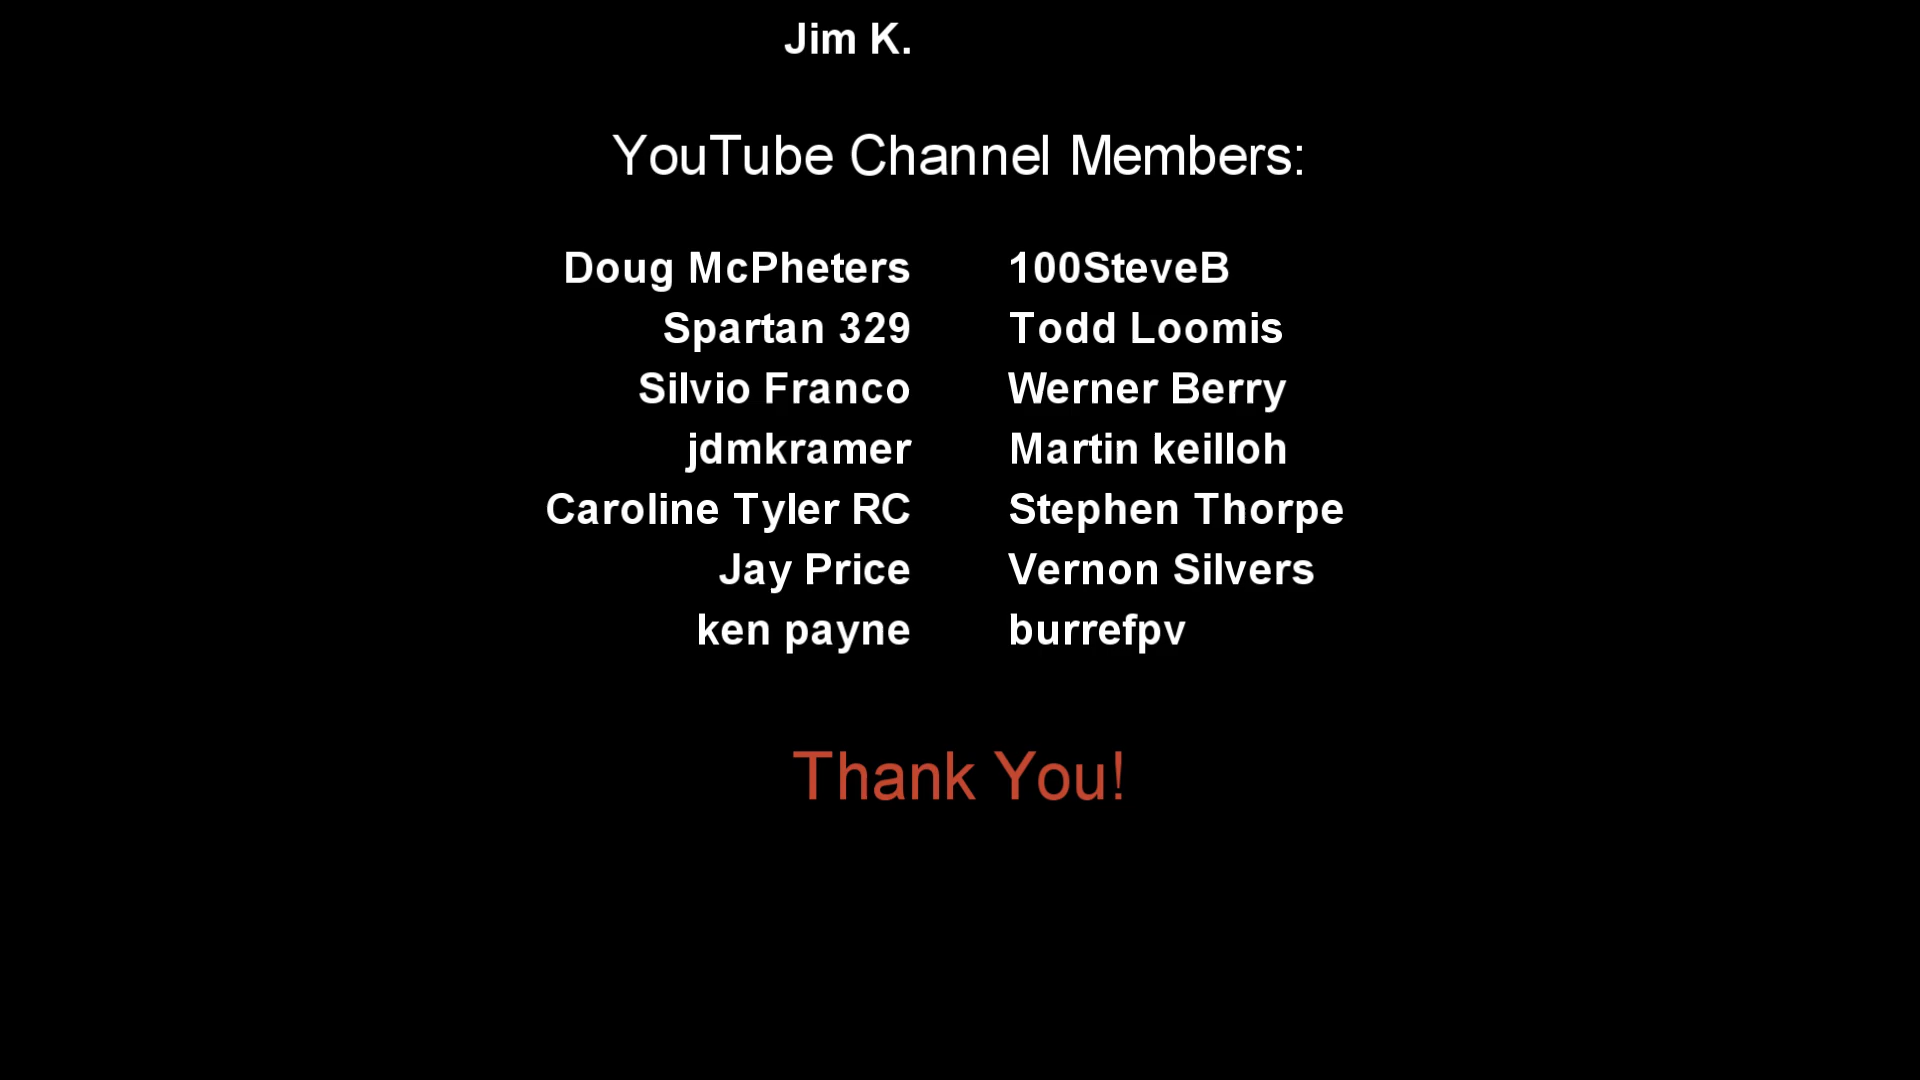 Jim K.
YouTube Channel Members:
Doug McPheters 100SteveB
Spartan 329 Todd Loomis
Silvio Franco Werner Berry
jdmkramer Martin keilloh
Caroline Tyler RC Stephen Thorpe
Jay Price Vernon Silvers
ken payne burrefpv
Thank You!